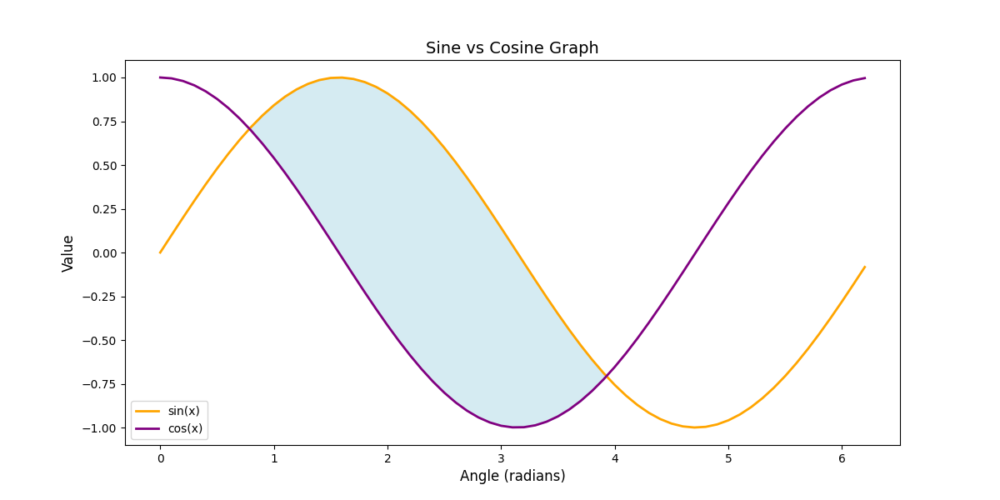 Sine vs Cosine Graph
Value
1.00
0.75
0.50
0.25
0.00
−0.25
−0.50
−0.75
−1.00
sin(x)
cos(x)
0 1 2 3 4 5 6
Angle (radians)